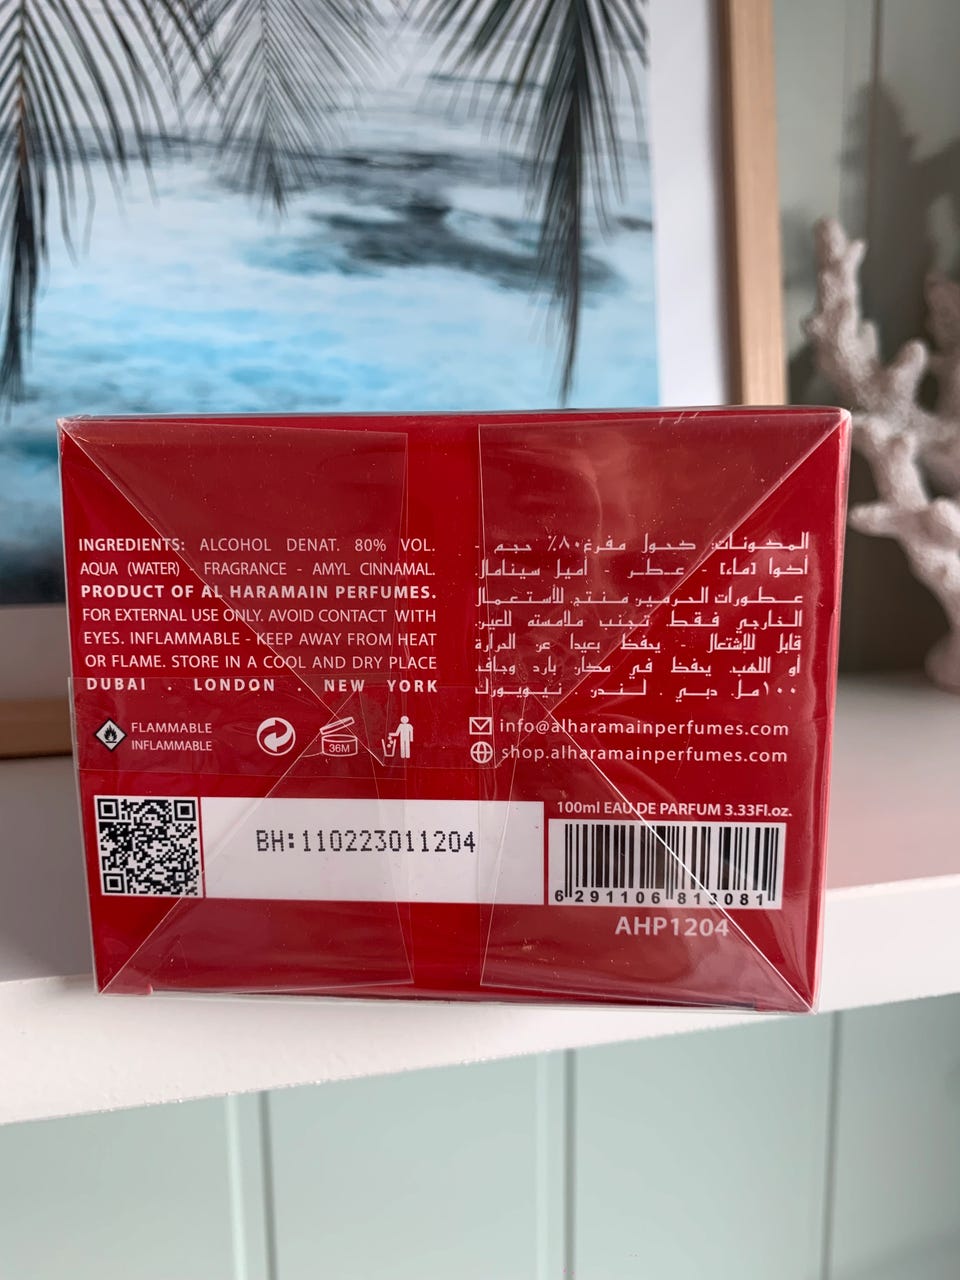 INGREDIENTS: ALCOHOL DENAT. 80% VOL.
AQUA (WATER) - FRAGRANCE - AMYL CINNAMAL.
PRODUCT OF AL HARAMAIN PERFUMES.
FOR EXTERNAL USE ONLY. AVOID CONTACT WITH
EYES. INFLAMMABLE - KEEP AWAY FROM HEAT
OR FLAME. STORE IN A COOL AND DRY PLACE
DUBAI . LONDON . NEW YORK
المكونات: كحول مفرغ ٨٠٪ حجم -
أكوا [ماء] - عطر - أميل سينامال.
عطورات الحرمين منتج للأستعمال
الخارجي فقط. تجنب ملامسته للعين.
قابل للإشتعال - يحفظ بعيدا عن الحرارة
أو اللهب. يحفظ في مكان بارد وجاف.
١٠٠مل. دبي . لندن . نيويورك
FLAMMABLE
INFLAMMABLE
36M
info@alharamainperfumes.com
shop.alharamainperfumes.com
BH:110223011204
100ml EAU DE PARFUM 3.33Fl.oz.
6 291106 813081
AHP1204